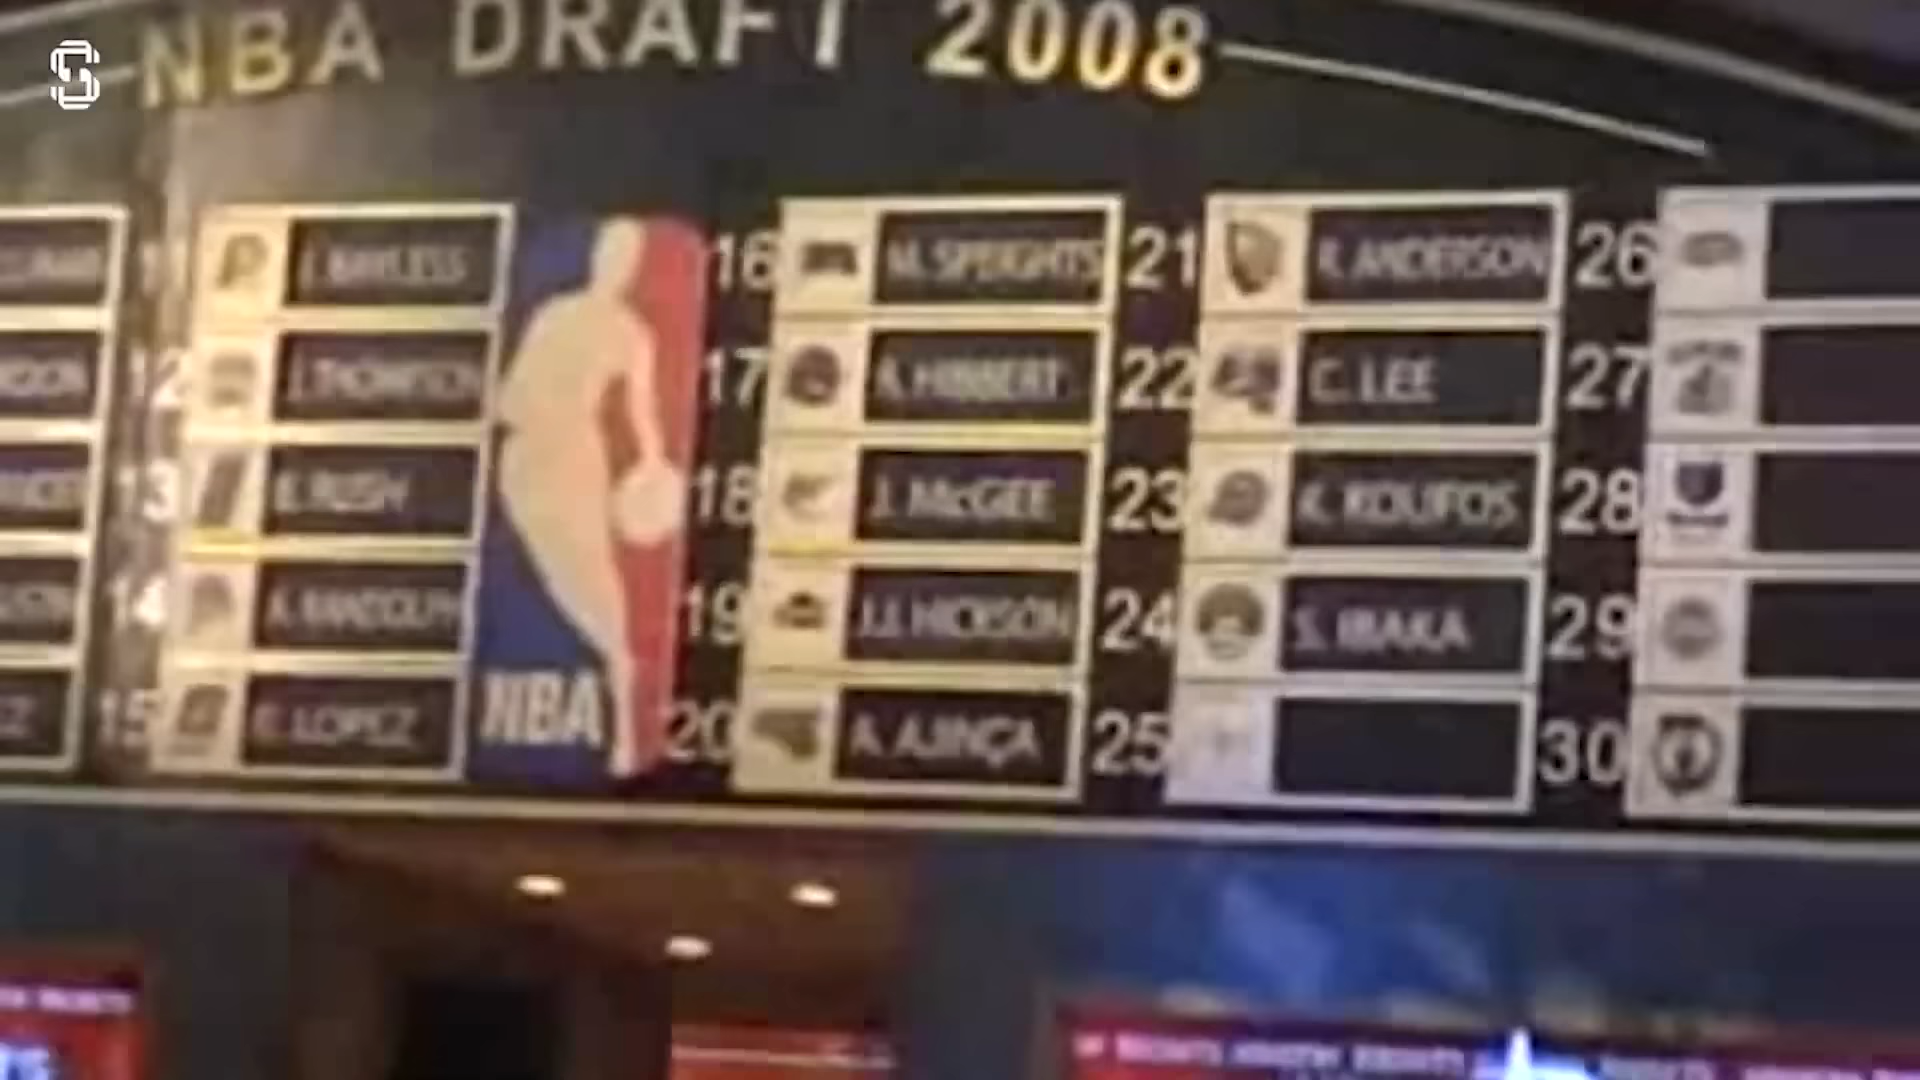 NBA DRAFT 2008
11 J. BAYLESS
12 J. THOMPSON
13 B. RUSH
14 A. RANDOLPH
15 R. LOPEZ
NBA
16 M. SPEIGHTS
17 R. HIBBERT
18 J. McGEE
19 J.J. HICKSON
20 A. AJINÇA
21 R. ANDERSON
22 C. LEE
23 K. KOUFOS
24 S. IBAKA
25
26
27
28
29
30